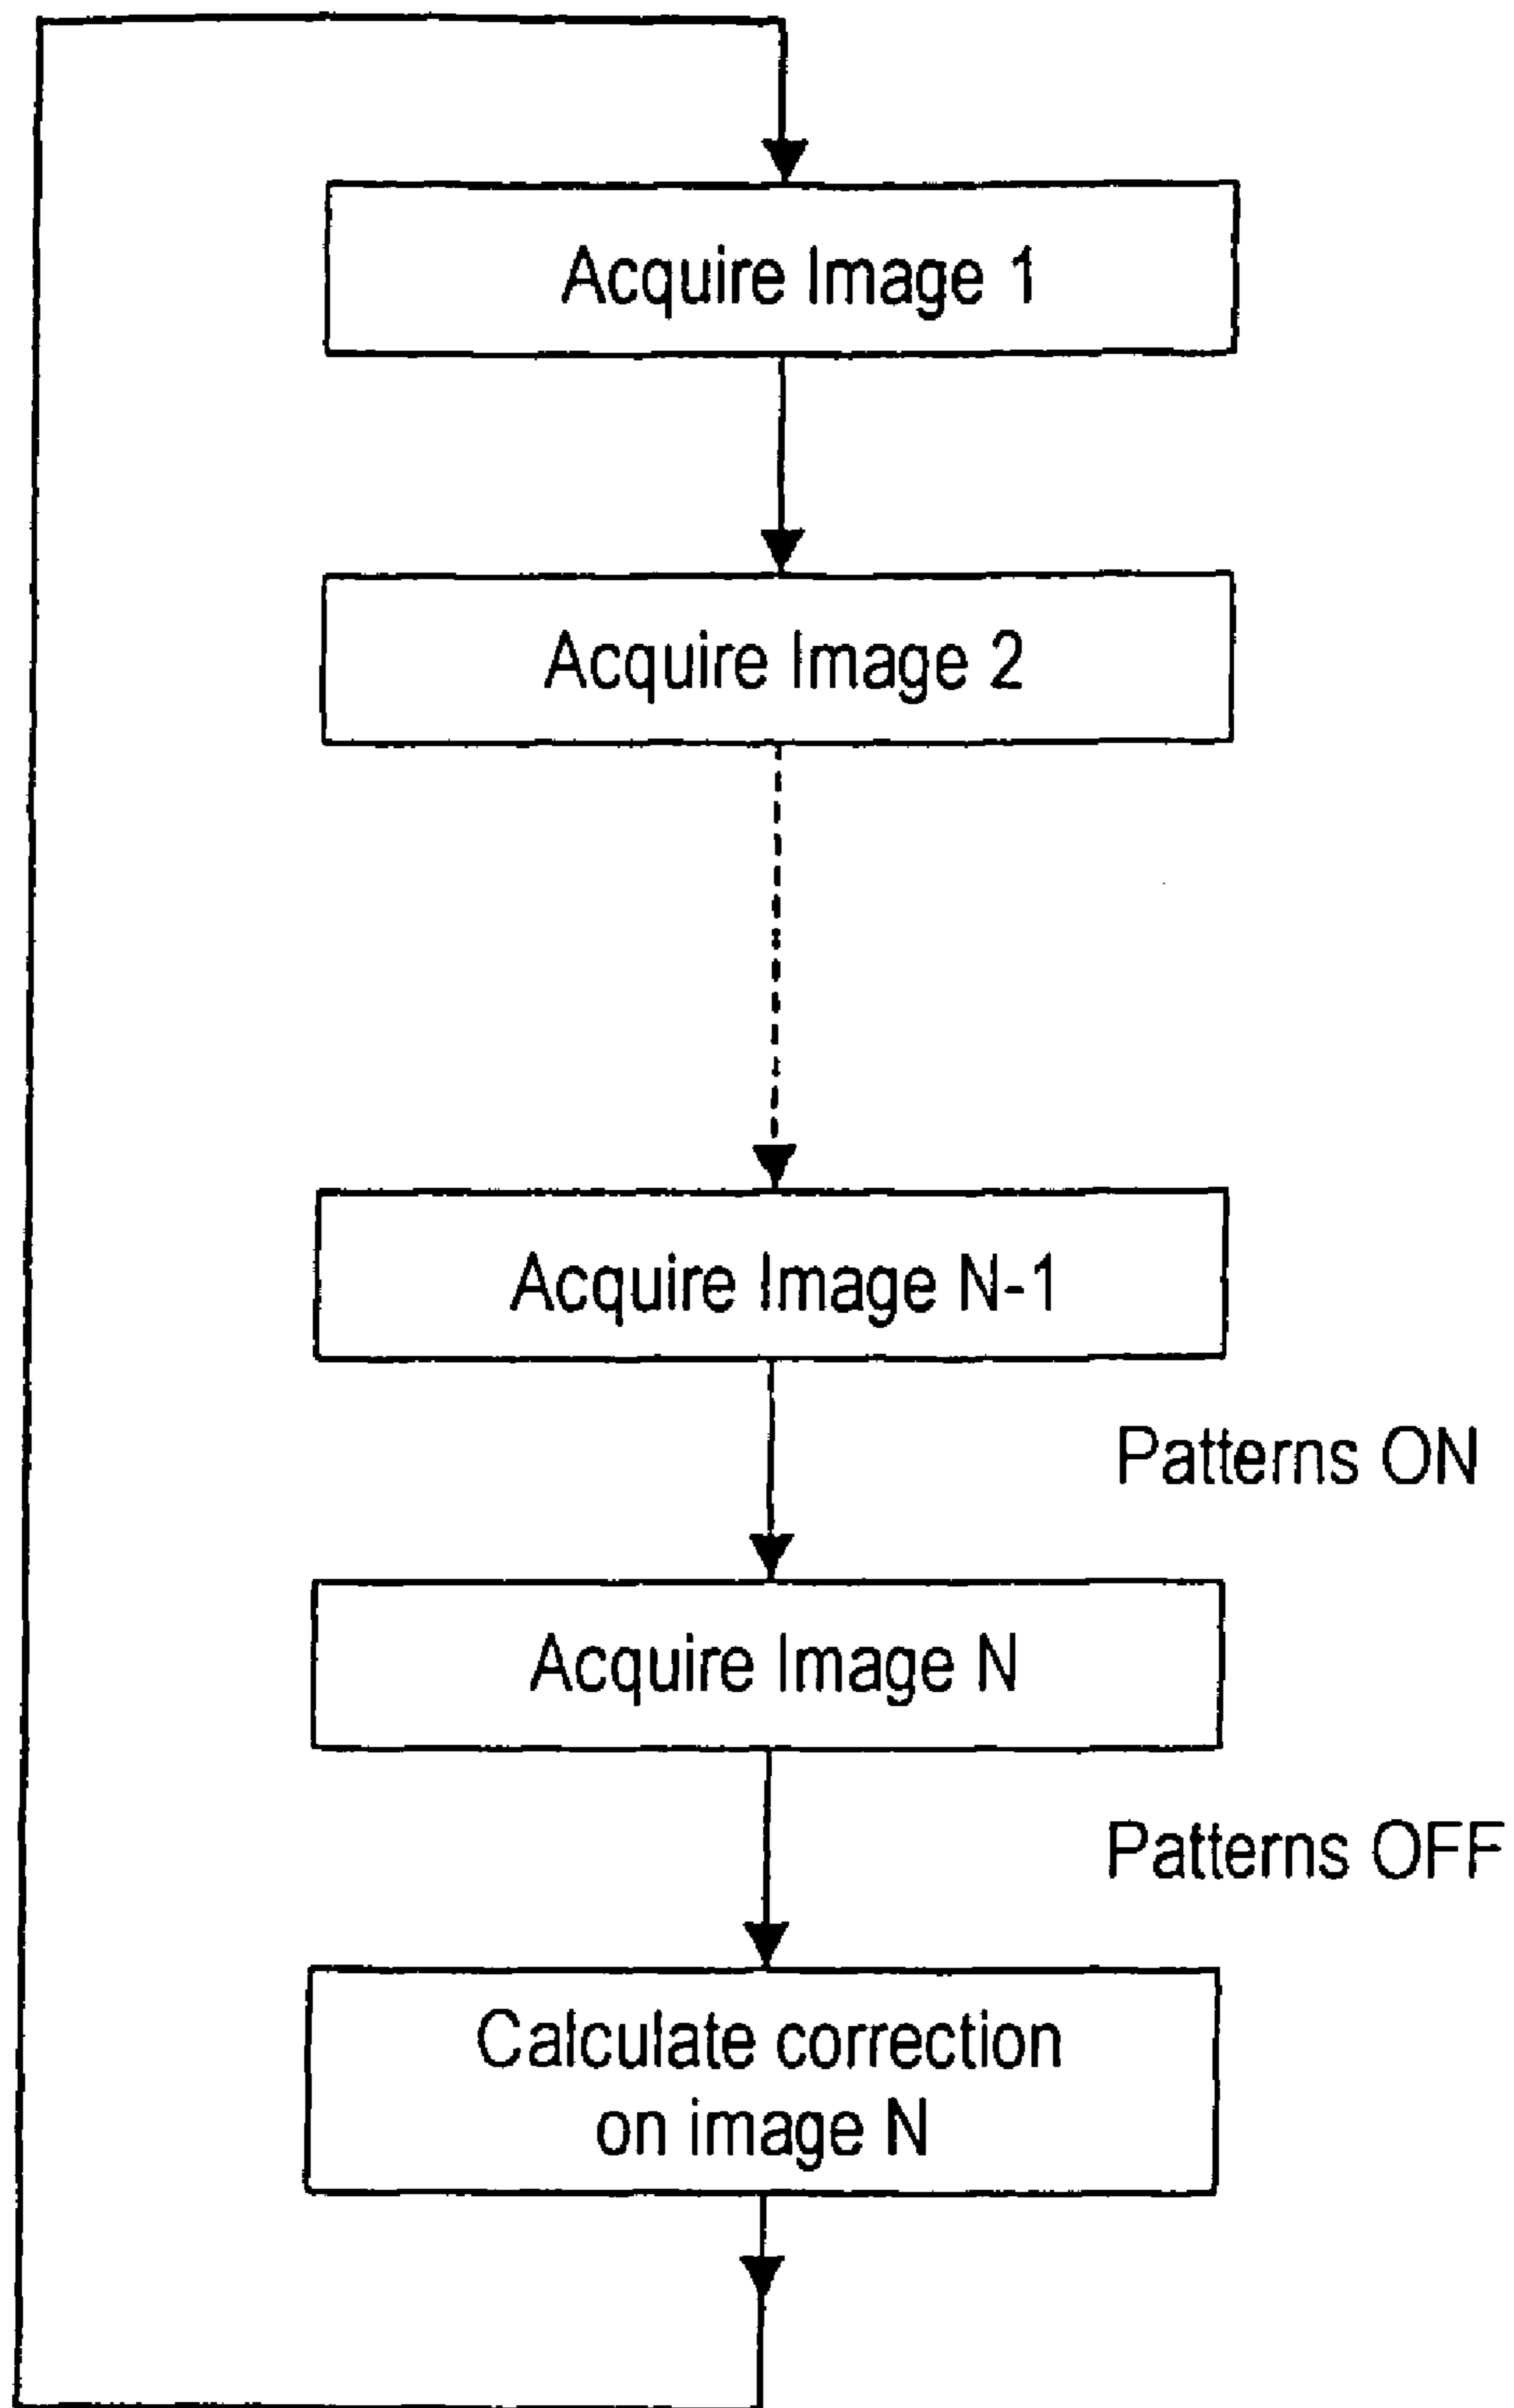 Acquire Image 1
Acquire Image 2
Acquire Image N-1
Patterns ON
Acquire Image N
Patterns OFF
Calculate correction
on image N